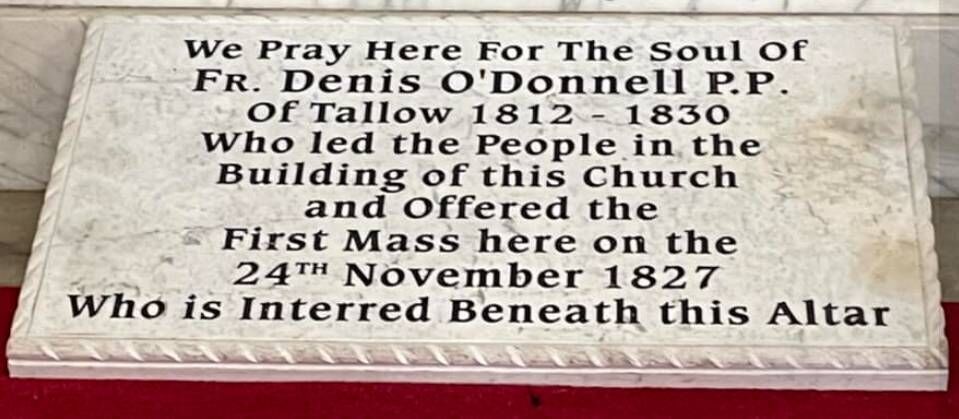 We Pray Here For The Soul Of
Fr. Denis O'Donnell P.P.
Of Tallow 1812 - 1830
Who led the People in the
Building of this Church
and Offered the
First Mass here on the
24TH November 1827
Who is Interred Beneath this Altar